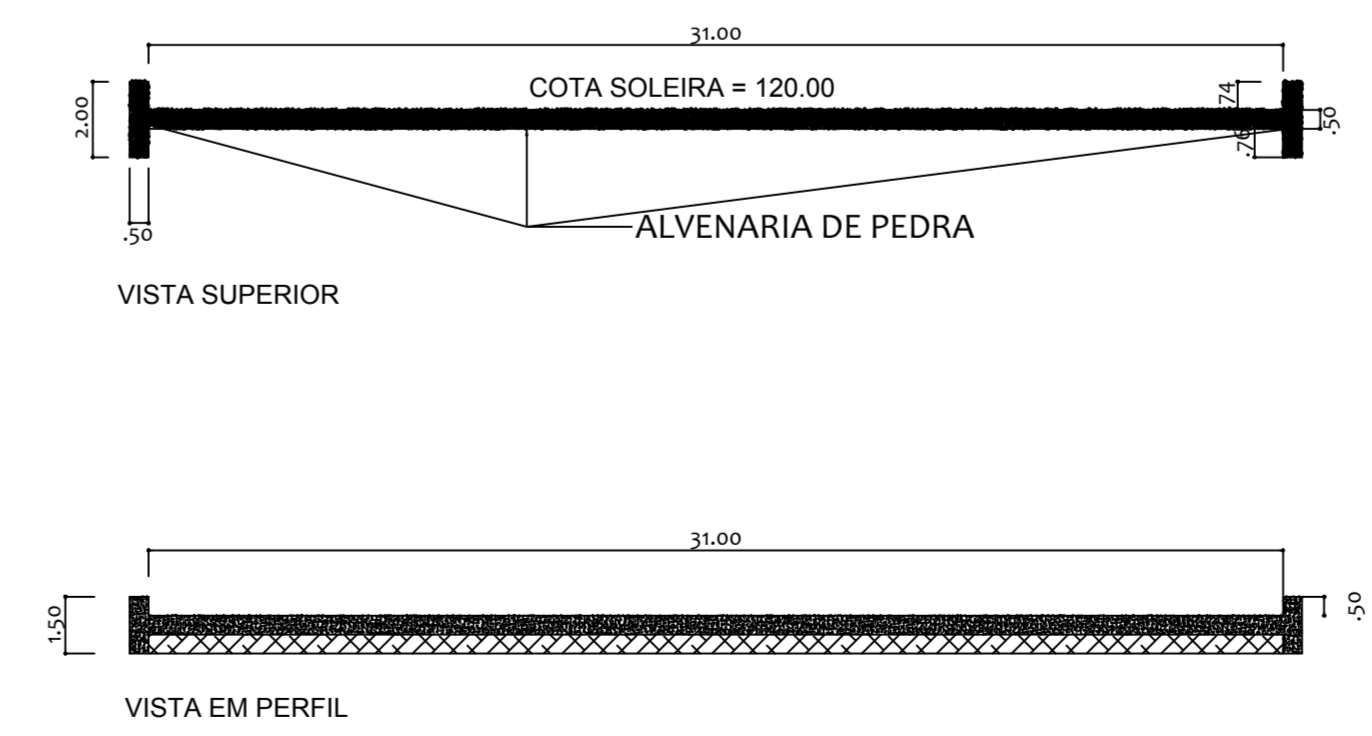 31.00
COTA SOLEIRA = 120.00
2.00
.74
.50
.76
.50
ALVENARIA DE PEDRA
VISTA SUPERIOR
31.00
1.50
.50
VISTA EM PERFIL